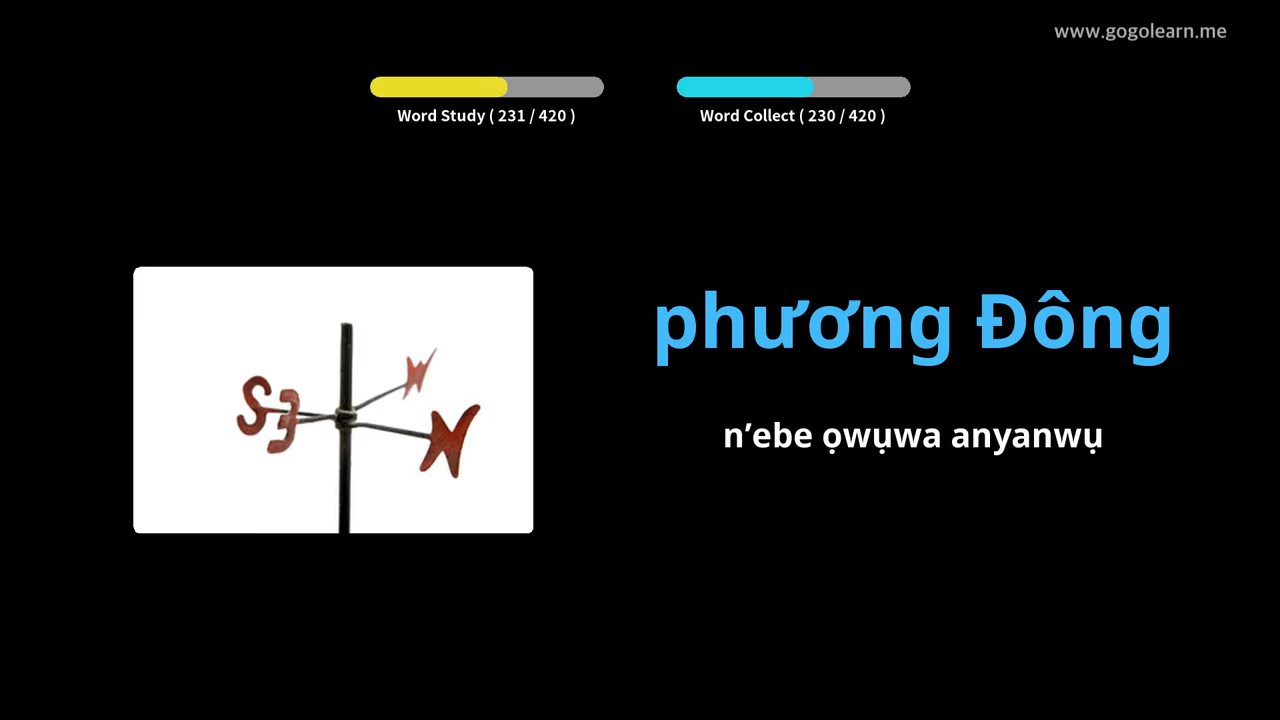 www.gogolearn.me
Word Study ( 231 / 420 )
Word Collect ( 230 / 420 )
phương Đông
n’ebe ọwụwa anyanwụ
S E